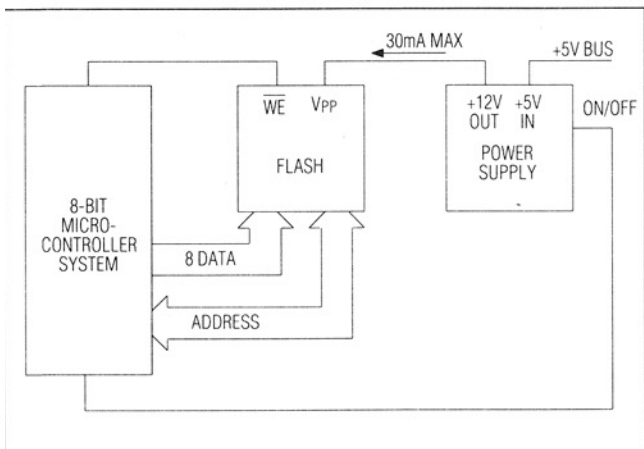 30mA MAX
+5V BUS
WE VPP
+12V +5V
OUT IN
ON/OFF
FLASH
POWER
SUPPLY
8-BIT
MICRO-
CONTROLLER
SYSTEM
8 DATA
ADDRESS